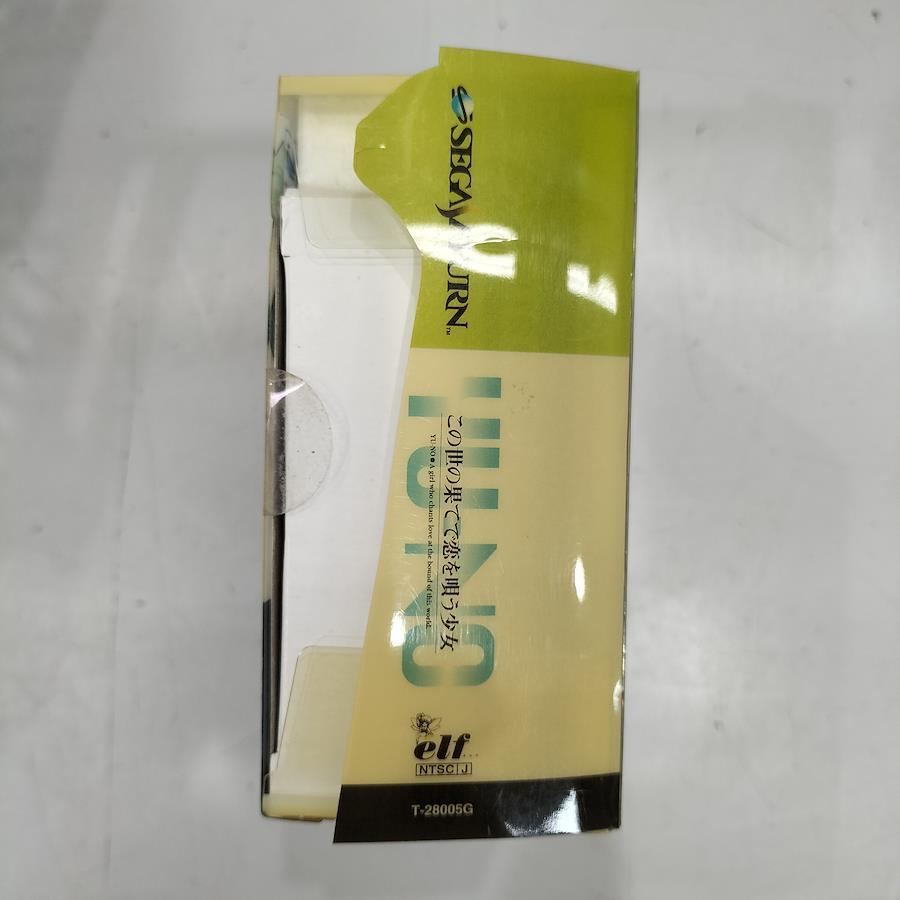 SEGA SATURN™
YU-NO
この世の果てで恋を唄う少女
YU-NO●A girl who chants love at the bound of this world.
elf
NTSC J
T-28005G